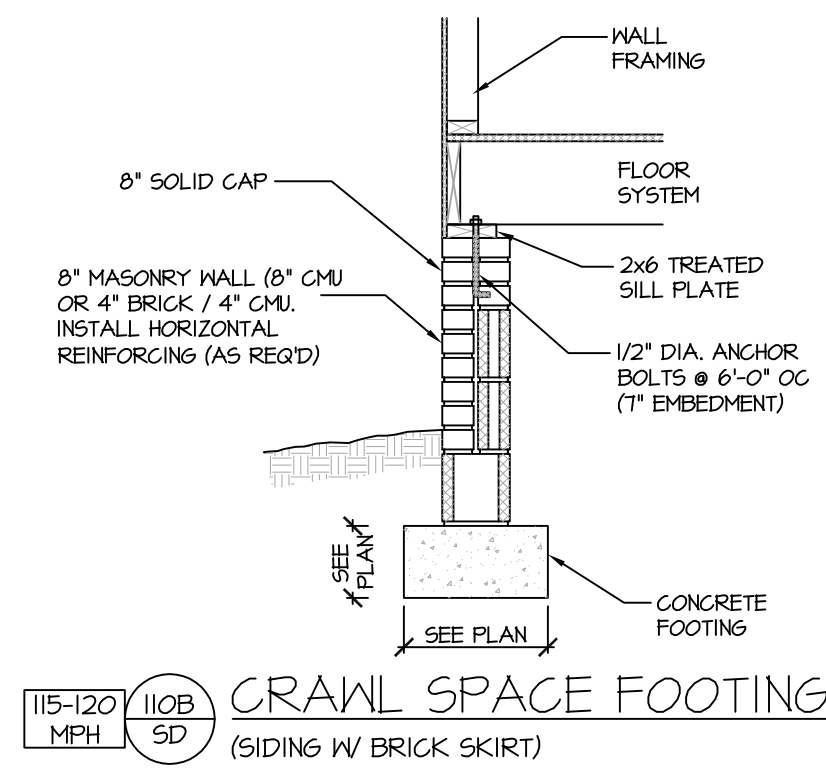 WALL
FRAMING
8" SOLID CAP
FLOOR
SYSTEM
8" MASONRY WALL (8" CMU
OR 4" BRICK / 4" CMU.
INSTALL HORIZONTAL
REINFORCING (AS REQ'D)
2x6 TREATED
SILL PLATE
1/2" DIA. ANCHOR
BOLTS @ 6'-0" OC
(7" EMBEDMENT)
SEE
PLAN
CONCRETE
FOOTING
SEE PLAN
115-120
MPH
110B
SD
CRAWL SPACE FOOTING
(SIDING W/ BRICK SKIRT)